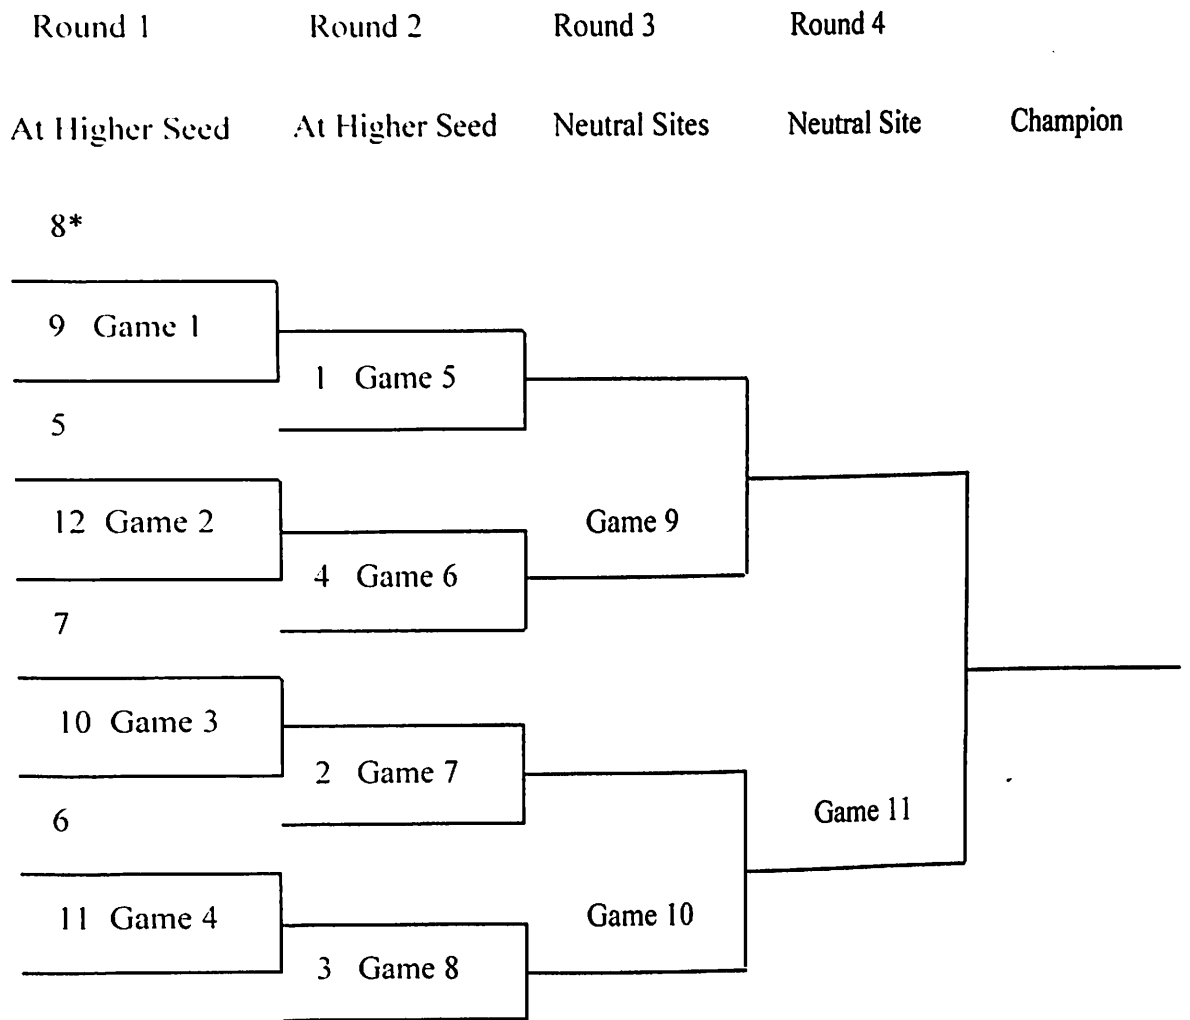 Round 1 Round 2 Round 3 Round 4
At Higher Seed At Higher Seed Neutral Sites Neutral Site Champion
8*
9 Game 1
1 Game 5
5
12 Game 2 Game 9
4 Game 6
7
10 Game 3
2 Game 7
6 Game 11
11 Game 4 Game 10
3 Game 8